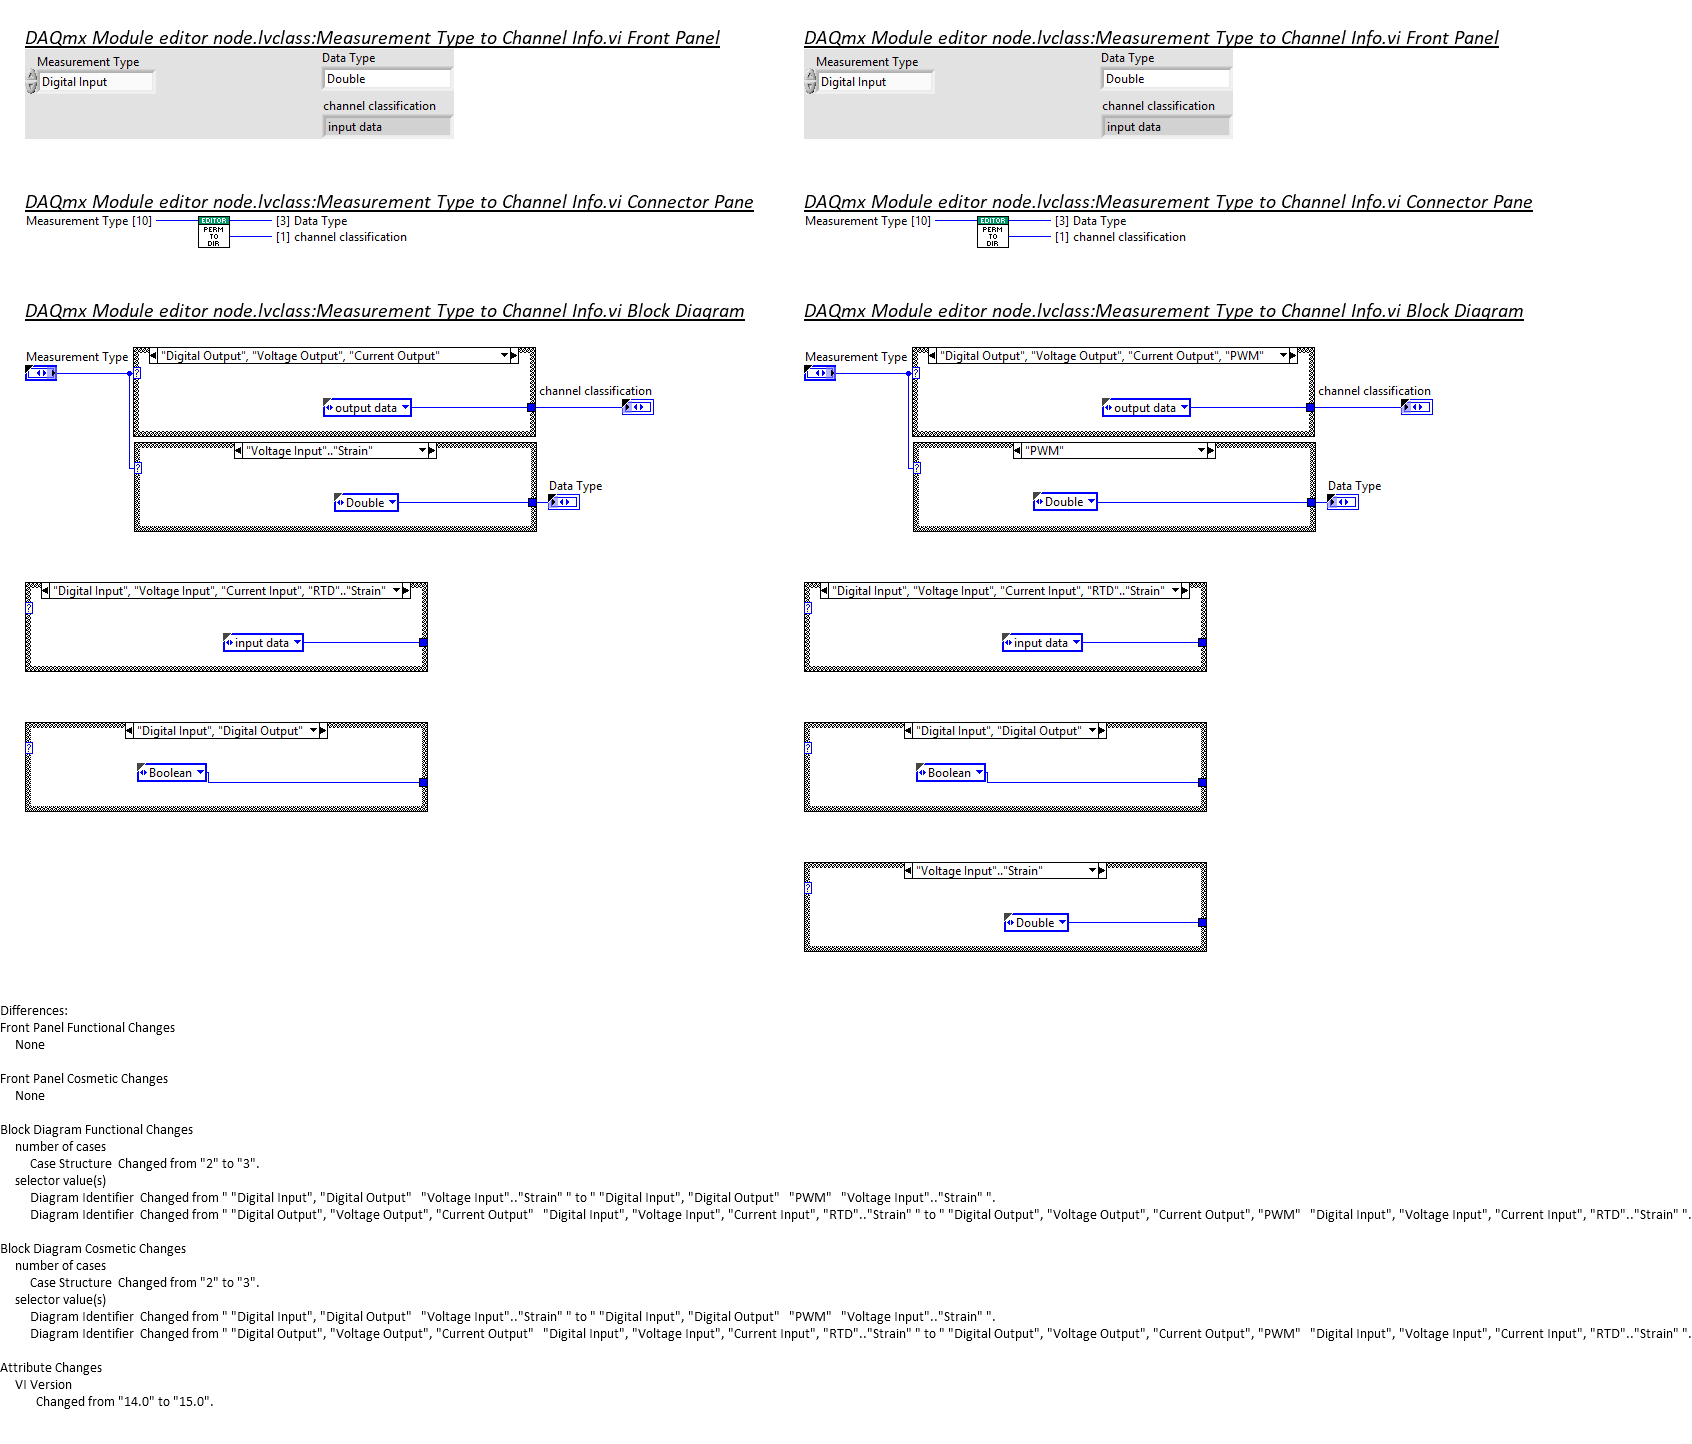 DAQmx Module editor node.lvclass:Measurement Type to Channel Info.vi Front Panel
Measurement Type
Digital Input
Data Type
Double
channel classification
input data
DAQmx Module editor node.lvclass:Measurement Type to Channel Info.vi Connector Pane
Measurement Type [10]
EDITOR
PERM
TO
DIR
[3] Data Type
[1] channel classification
DAQmx Module editor node.lvclass:Measurement Type to Channel Info.vi Block Diagram
Measurement Type
"Digital Output", "Voltage Output", "Current Output"
?
output data
channel classification
"Voltage Input".."Strain"
?
Double
Data Type
"Digital Input", "Voltage Input", "Current Input", "RTD".."Strain"
?
input data
"Digital Input", "Digital Output"
?
Boolean
DAQmx Module editor node.lvclass:Measurement Type to Channel Info.vi Front Panel
Measurement Type
Digital Input
Data Type
Double
channel classification
input data
DAQmx Module editor node.lvclass:Measurement Type to Channel Info.vi Connector Pane
Measurement Type [10]
EDITOR
PERM
TO
DIR
[3] Data Type
[1] channel classification
DAQmx Module editor node.lvclass:Measurement Type to Channel Info.vi Block Diagram
Measurement Type
"Digital Output", "Voltage Output", "Current Output", "PWM"
?
output data
channel classification
"PWM"
?
Double
Data Type
"Digital Input", "Voltage Input", "Current Input", "RTD".."Strain"
?
input data
"Digital Input", "Digital Output"
?
Boolean
"Voltage Input".."Strain"
?
Double
Differences:
Front Panel Functional Changes
None
Front Panel Cosmetic Changes
None
Block Diagram Functional Changes
number of cases
Case Structure  Changed from "2" to "3".
selector value(s)
Diagram Identifier  Changed from " "Digital Input", "Digital Output"   "Voltage Input".."Strain" " to " "Digital Input", "Digital Output"   "PWM"   "Voltage Input".."Strain" ".
Diagram Identifier  Changed from " "Digital Output", "Voltage Output", "Current Output"   "Digital Input", "Voltage Input", "Current Input", "RTD".."Strain" " to " "Digital Output", "Voltage Output", "Current Output", "PWM"   "Digital Input", "Voltage Input", "Current Input", "RTD".."Strain" ".
Block Diagram Cosmetic Changes
number of cases
Case Structure  Changed from "2" to "3".
selector value(s)
Diagram Identifier  Changed from " "Digital Input", "Digital Output"   "Voltage Input".."Strain" " to " "Digital Input", "Digital Output"   "PWM"   "Voltage Input".."Strain" ".
Diagram Identifier  Changed from " "Digital Output", "Voltage Output", "Current Output"   "Digital Input", "Voltage Input", "Current Input", "RTD".."Strain" " to " "Digital Output", "Voltage Output", "Current Output", "PWM"   "Digital Input", "Voltage Input", "Current Input", "RTD".."Strain" ".
Attribute Changes
VI Version
Changed from "14.0" to "15.0".